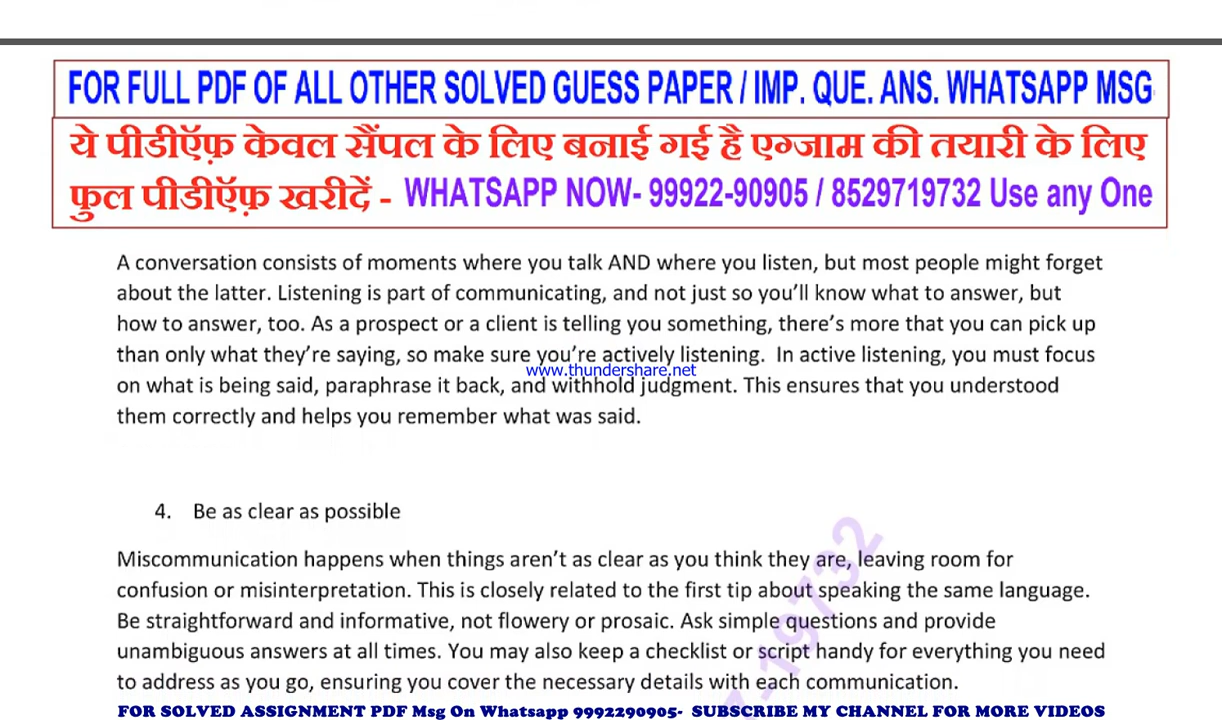 FOR FULL PDF OF ALL OTHER SOLVED GUESS PAPER / IMP. QUE. ANS. WHATSAPP MSG
ये पीडीऍफ़ केवल सैंपल के लिए बनाई गई है एग्जाम की तयारी के लिए
फुल पीडीऍफ़ खरीदें - WHATSAPP NOW- 99922-90905 / 8529719732 Use any One
A conversation consists of moments where you talk AND where you listen, but most people might forget
about the latter. Listening is part of communicating, and not just so you'll know what to answer, but
how to answer, too. As a prospect or a client is telling you something, there's more that you can pick up
than only what they're saying, so make sure you're actively listening. In active listening, you must focus
www.thundershare.net
on what is being said, paraphrase it back, and withhold judgment. This ensures that you understood
them correctly and helps you remember what was said.
4. Be as clear as possible
Miscommunication happens when things aren't as clear as you think they are, leaving room for
confusion or misinterpretation. This is closely related to the first tip about speaking the same language.
Be straightforward and informative, not flowery or prosaic. Ask simple questions and provide
unambiguous answers at all times. You may also keep a checklist or script handy for everything you need
to address as you go, ensuring you cover the necessary details with each communication.
FOR SOLVED ASSIGNMENT PDF Msg On Whatsapp 9992290905- SUBSCRIBE MY CHANNEL FOR MORE VIDEOS